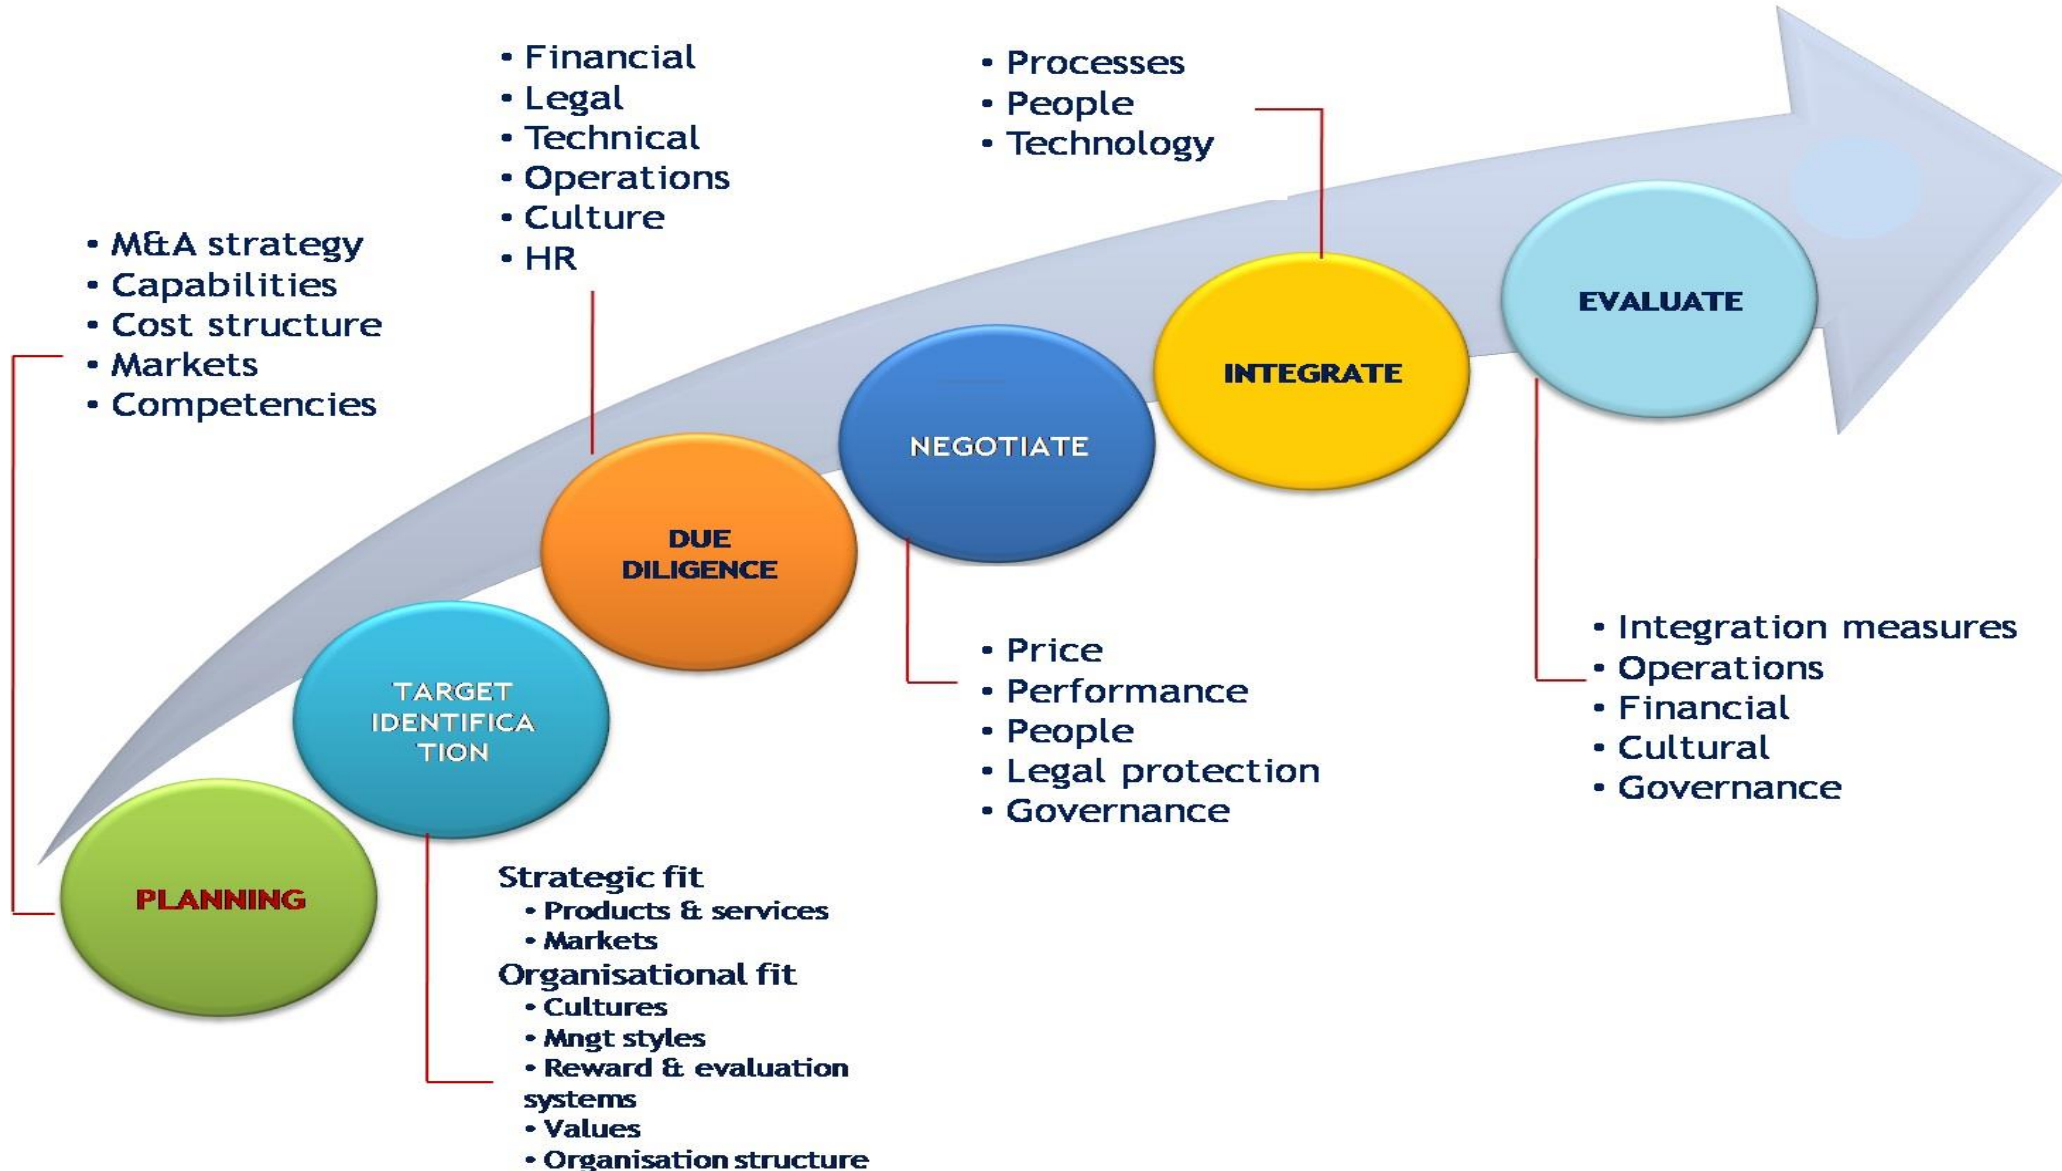 • Financial
• Legal
• Technical
• Operations
• Culture
• HR
• Processes
• People
• Technology
• M&A strategy
• Capabilities
• Cost structure
• Markets
• Competencies
EVALUATE
INTEGRATE
NEGOTIATE
DUE
DILIGENCE
TARGET
IDENTIFICA
TION
PLANNING
• Price
• Performance
• People
• Legal protection
• Governance
• Integration measures
• Operations
• Financial
• Cultural
• Governance
Strategic fit
• Products & services
• Markets
Organisational fit
• Cultures
• Mngt styles
• Reward & evaluation
systems
• Values
• Organisation structure